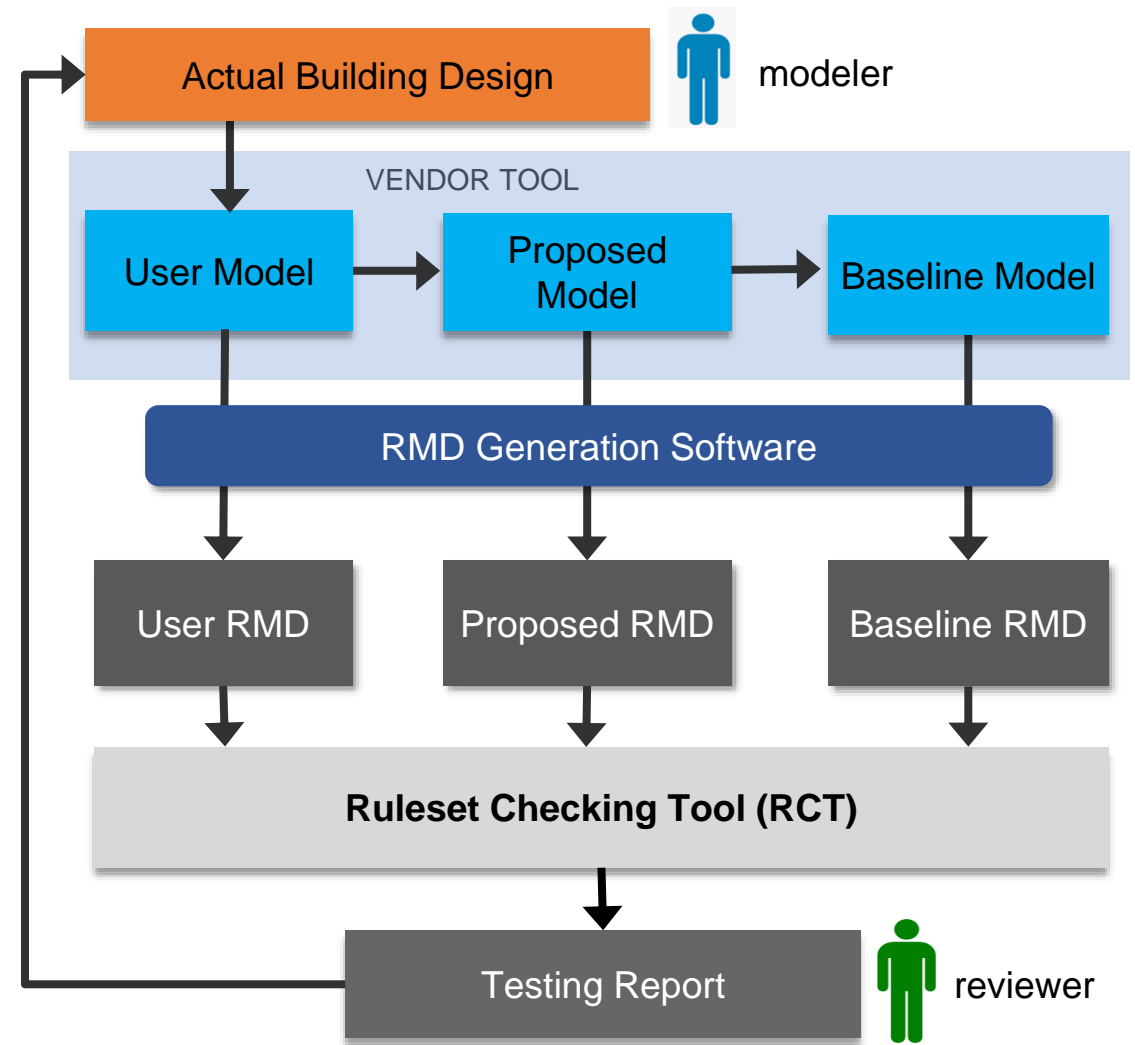 Actual Building Design
modeler
VENDOR TOOL
User Model
Proposed
Model
Baseline Model
RMD Generation Software
User RMD
Proposed RMD
Baseline RMD
Ruleset Checking Tool (RCT)
Testing Report
reviewer